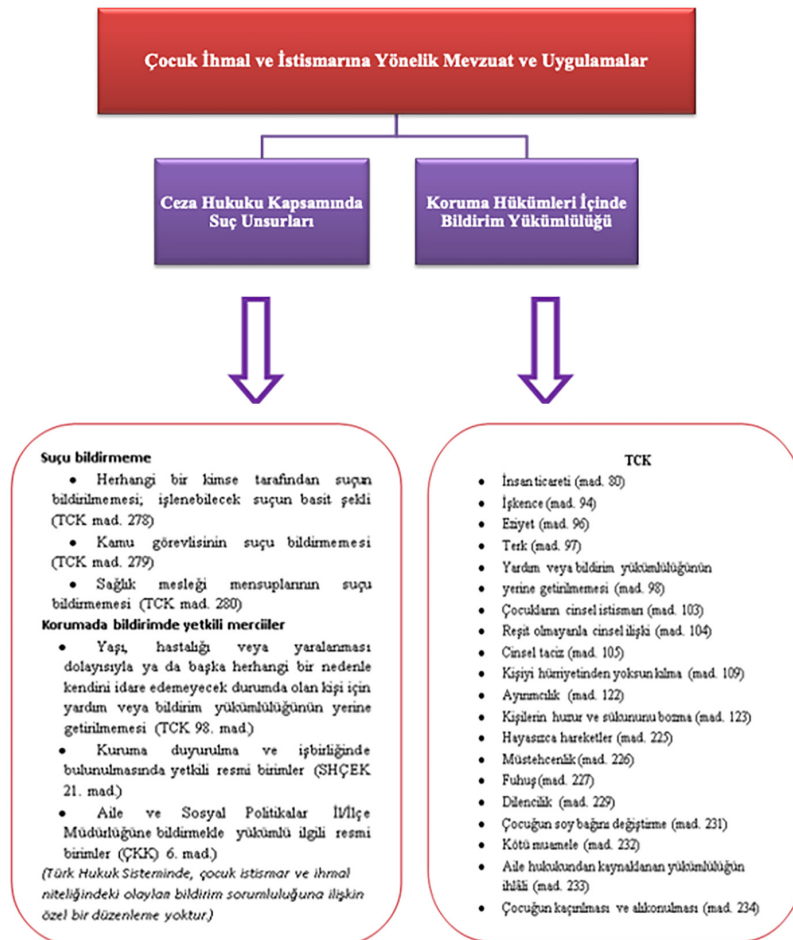 Çocuk İhmal ve İstismarına Yönelik Mevzuat ve Uygulamalar
Ceza Hukuku Kapsamında
Suç Unsurları
Koruma Hükümleri İçinde
Bildirim Yükümlülüğü
Suçu bildirmeme
• Herhangi bir kimse tarafından suçun
bildirilmemesi; işlenebilecek suçun basit şekli
(TCK mad. 278)
• Kamu görevlisinin suçu bildirmemesi
(TCK mad. 279)
• Sağlık mesleği mensuplarının suçu
bildirmemesi (TCK mad. 280)
Korumada bildirimde yetkili merciiler
• Yaşı, hastalığı veya yaralanması
dolayısıyla ya da başka herhangi bir nedenle
kendini idare edemeyecek durumda olan kişi için
yardım veya bildirim yükümlülüğünün yerine
getirilmemesi (TCK 98. mad.)
• Kuruma duyurulma ve işbirliğinde
bulunulmasında yetkili resmi birimler (SHÇEK
21. mad.)
• Aile ve Sosyal Politikalar İl/İlçe
Müdürlüğüne bildirmekle yükümlü ilgili resmi
birimler (ÇKK) 6. mad.)
(Türk Hukuk Sisteminde, çocuk istismar ve ihmal
niteliğindeki olayları bildirim sorumluluğuna ilişkin
özel bir düzenleme yoktur.)
TCK
• İnsan ticareti (mad. 80)
• İşkence (mad. 94)
• Eziyet (mad. 96)
• Terk (mad. 97)
• Yardım veya bildirim yükümlülüğünün
• yerine getirilmemesi (mad. 98)
• Çocukların cinsel istismarı (mad. 103)
• Reşit olmayanla cinsel ilişki (mad. 104)
• Cinsel taciz (mad. 105)
• Kişiyi hürriyetinden yoksun kılma (mad. 109)
• Ayırımcılık (mad. 122)
• Kişilerin huzur ve sükununu bozma (mad. 123)
• Hayasızca hareketler (mad. 225)
• Müstehcenlik (mad. 226)
• Fuhuş (mad. 227)
• Dilencilik (mad. 229)
• Çocuğun soy bağını değiştirme (mad. 231)
• Kötü muamele (mad. 232)
• Aile hukukundan kaynaklanan yükümlülüğün
ihlâli (mad. 233)
• Çocuğun kaçırılması ve alıkonulması (mad. 234)